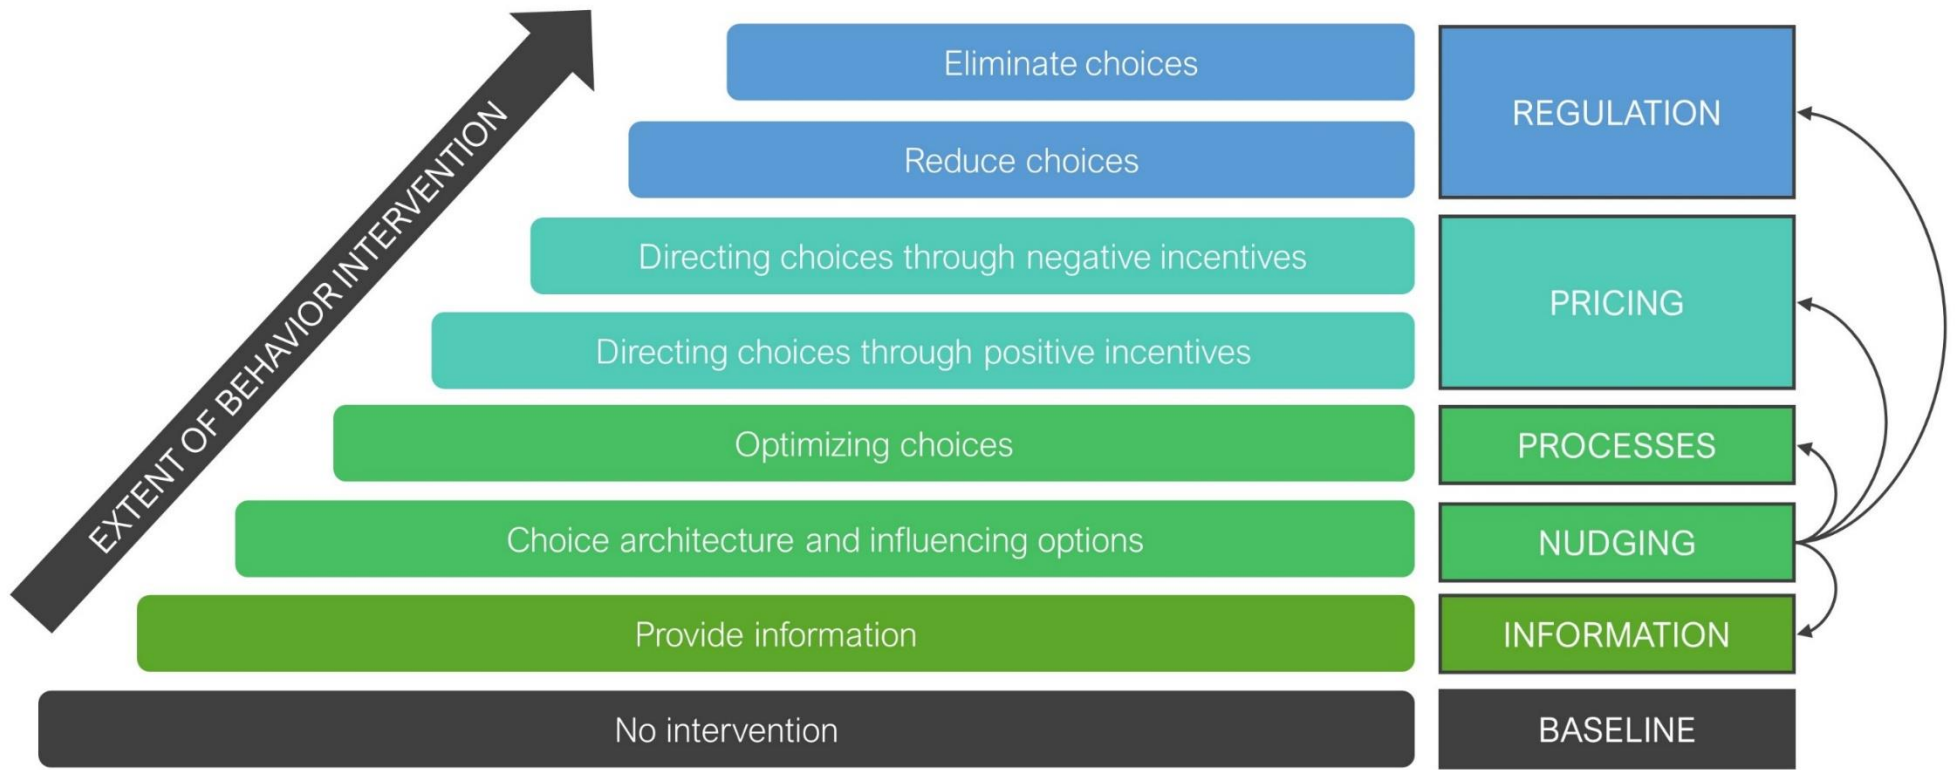 EXTENT OF BEHAVIOR INTERVENTION
Eliminate choices
REGULATION
Reduce choices
Directing choices through negative incentives
PRICING
Directing choices through positive incentives
Optimizing choices
PROCESSES
Choice architecture and influencing options
NUDGING
Provide information
INFORMATION
No intervention
BASELINE